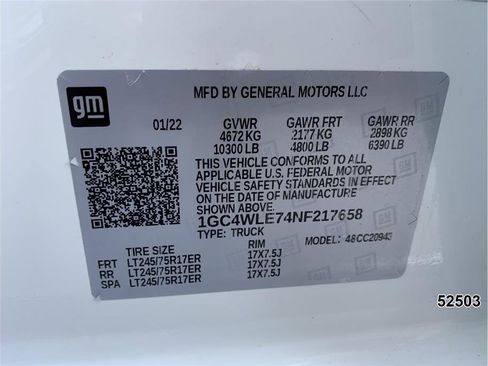 gm
MFD BY GENERAL MOTORS LLC
01/22 GVWR GAWR FRT GAWR RR
4672 KG 2177 KG 2898 KG
10300 LB 4800 LB 6390 LB
THIS VEHICLE CONFORMS TO ALL
APPLICABLE U.S. FEDERAL MOTOR
VEHICLE SAFETY STANDARDS IN EFFECT
ON THE DATE OF MANUFACTURE
SHOWN ABOVE.
1GC4WLE74NF217658
TYPE: TRUCK MODEL: 48CC20943
TIRE SIZE RIM
FRT LT245/75R17ER 17X7.5J
RR LT245/75R17ER 17X7.5J
SPA LT245/75R17ER 17X7.5J
52503